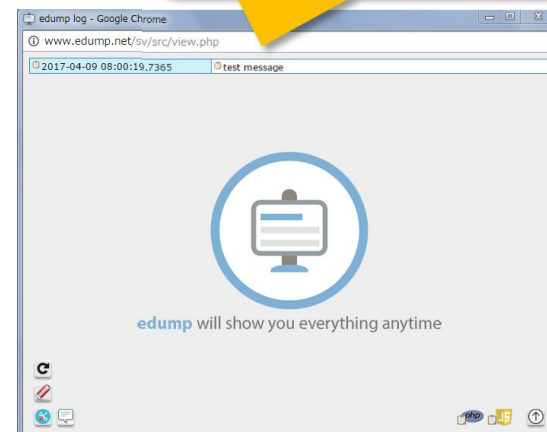 edump log - Google Chrome
www.edump.net/sv/src/view.php
2017-04-09 08:00:19.7365 test message
edump will show you everything anytime
php JS